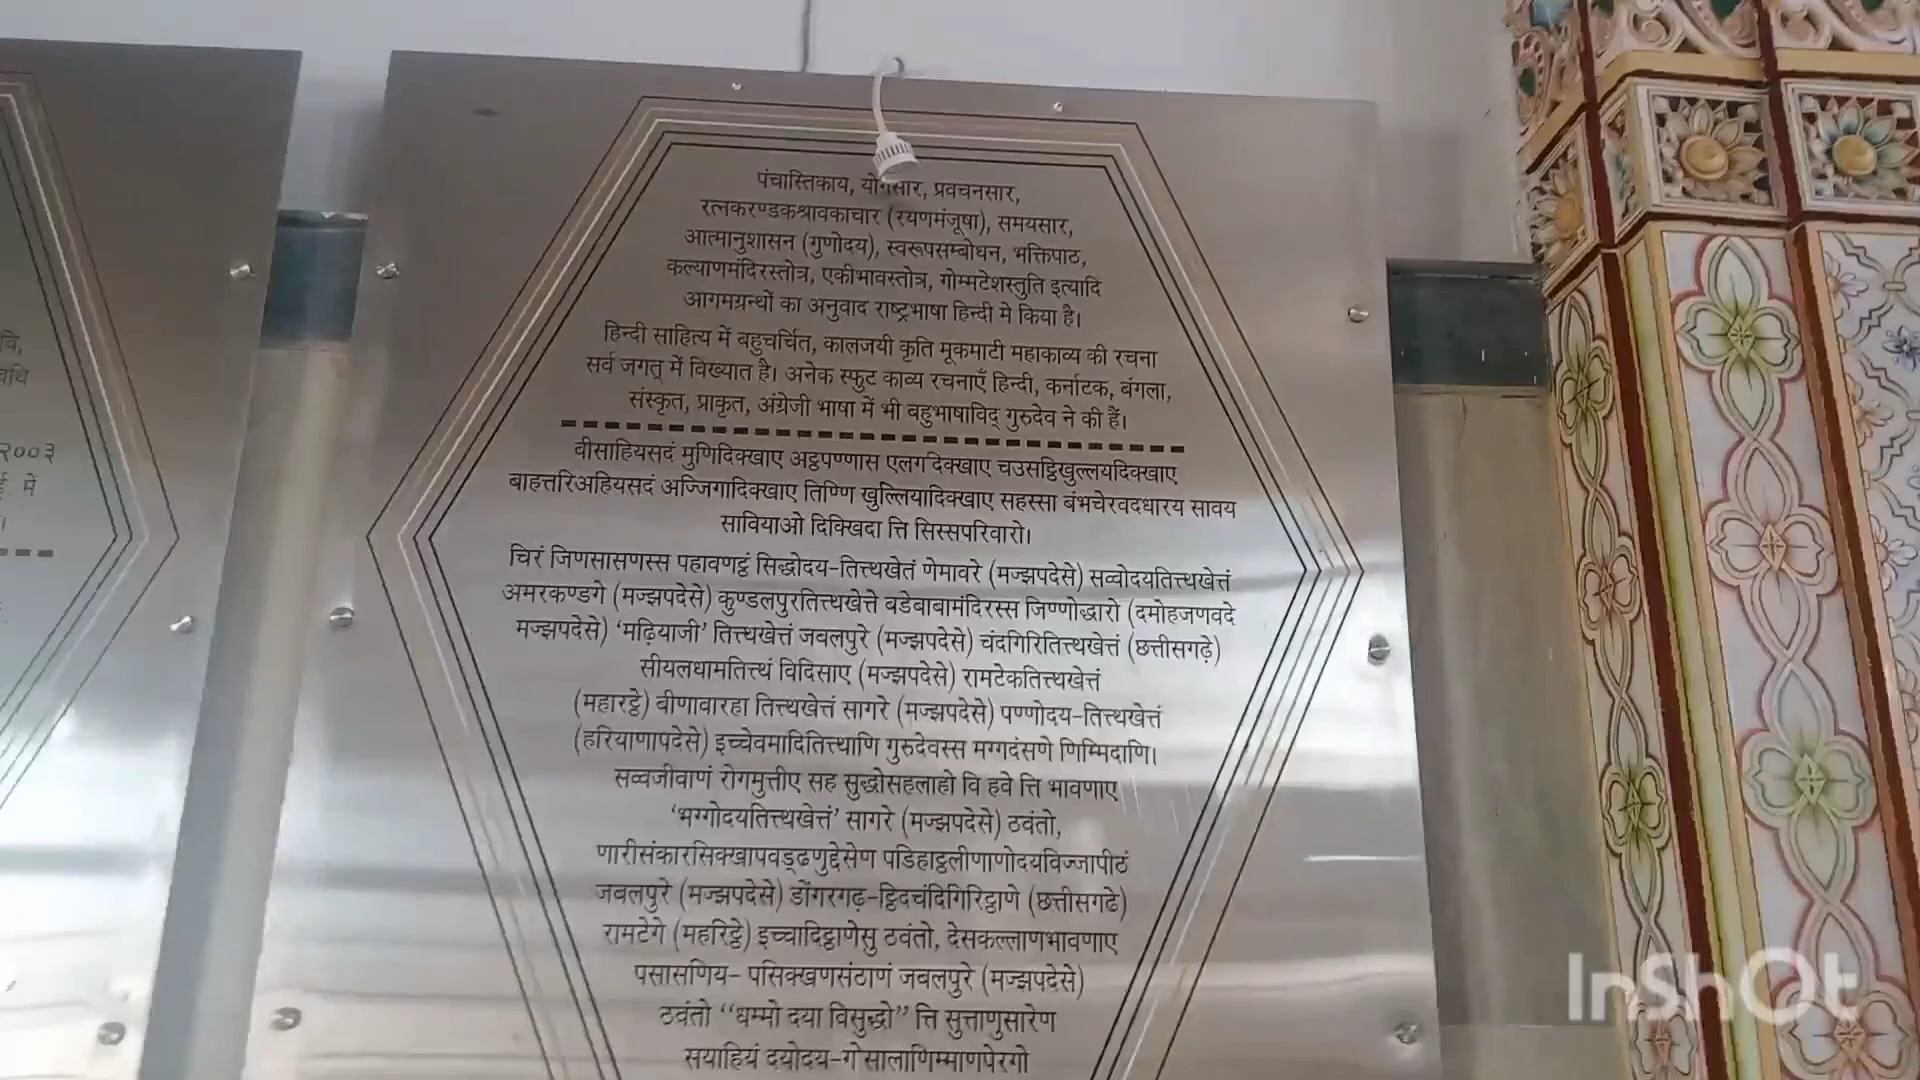 वि,
वधि
२००३
में
पंचास्तिकाय, योगसार, प्रवचनसार,
रत्नकरण्डकश्रावकाचार (रयणमंजूषा), समयसार,
आत्मानुशासन (गुणोदय), स्वरूपसम्बोधन, भक्तिपाठ,
कल्याणमंदिरस्तोत्र, एकीभावस्तोत्र, गोम्मटेशस्तुति इत्यादि
आगमग्रन्थों का अनुवाद राष्ट्रभाषा हिन्दी मे किया है।
हिन्दी साहित्य में बहुचर्चित, कालजयी कृति मूकमाटी महाकाव्य की रचना
सर्व जगत् में विख्यात है। अनेक स्फुट काव्य रचनाएँ हिन्दी, कर्नाटक, बंगला,
संस्कृत, प्राकृत, अंग्रेजी भाषा में भी बहुभाषाविद् गुरुदेव ने की हैं।
वीसाहियसदं मुणिदिक्खाए अट्ठपण्णास एलगदिक्खाए चउसट्ठिखुल्लयदिक्खाए
बाहत्तरिअहियसदं अज्जिगादिक्खाए तिण्णि खुल्लियादिक्खाए सहस्सा बंभचेरवदधारय सावय
सावियाओ दिक्खिदा त्ति सिस्सपरिवारो।
चिरं जिणसासणस्स पहावणट्ठं सिद्धोदय-तित्थखेतं णेमावरे (मज्झपदेसे) सव्वोदयतित्थखेत्तं
अमरकण्डगे (मज्झपदेसे) कुण्डलपुरतित्थखेत्ते बडेबाबामंदिरस्स जिण्णोद्धारो (दमोहजणवदे
मज्झपदेसे) ‘मढ़ियाजी’ तित्थखेत्तं जवलपुरे (मज्झपदेसे) चंदगिरितित्थखेत्तं (छत्तीसगढ़े)
सीयलधामतित्थं विदिसाए (मज्झपदेसे) रामटेकतित्थखेत्तं
(महारट्ठे) बीणावारहा तित्थखेत्तं सागरे (मज्झपदेसे) पण्णोदय-तित्थखेत्तं
(हरियाणापदेसे) इच्चेवमादितित्थाणि गुरुदेवस्स मग्गदंसणे णिम्मिदाणि।
सव्वजीवाणं रोगमुत्तीए सह सुद्धोसहलाहो वि हवे त्ति भावणाए
‘भग्गोदयतित्थखेत्तं’ सागरे (मज्झपदेसे) ठवंतो,
णारीसंकारसिक्खापवड्ढणुद्देसेण पडिहाट्ठलीणाणोदयविज्जापीठं
जवलपुरे (मज्झपदेसे) डोंगरगढ़-ट्ठिदचंदिगिरिट्ठाणे (छत्तीसगढे)
रामटेगे (महरिट्ठे) इच्चादिट्ठाणेसु ठवंतो, देसकल्लाणभावणाए
पसासणिय- पसिक्खणसंठाणं जवलपुरे (मज्झपदेसे)
ठवंतो “धम्मो दया विसुद्धो” त्ति सुत्ताणुसारेण
सयाहियं दयोदय-गोसालाणिम्माणपेरगो
InShOt